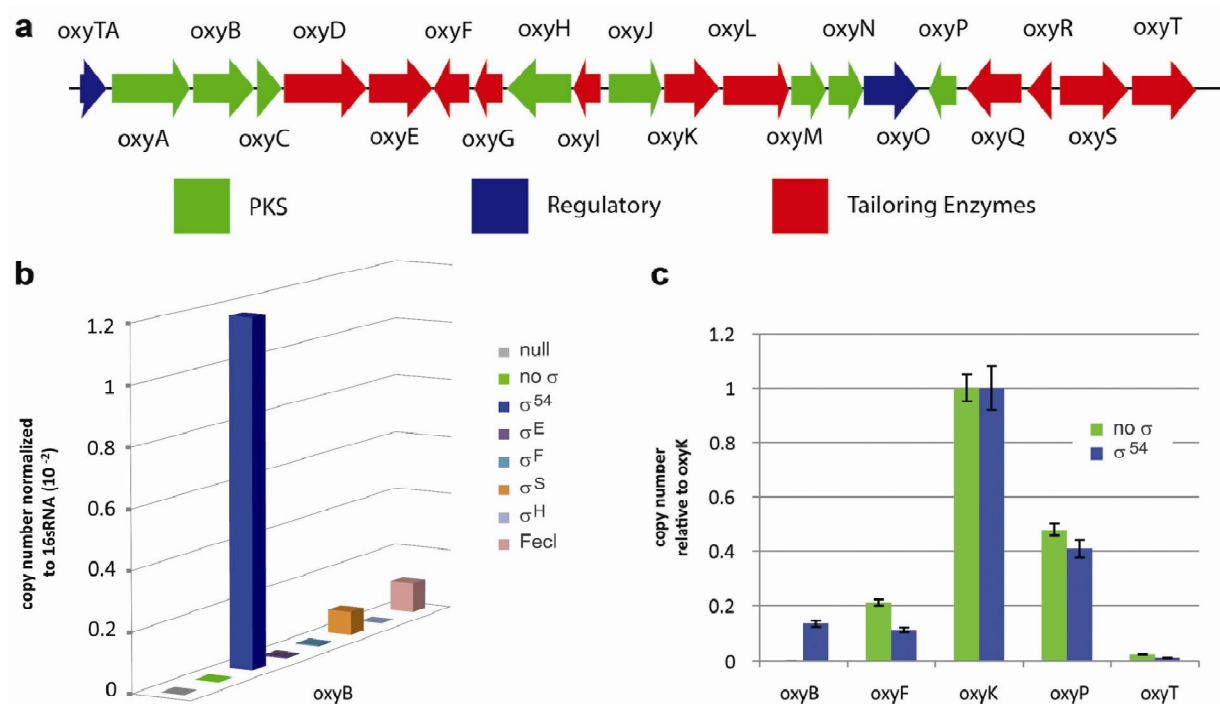 a
oxyTA oxyB oxyD oxyF oxyH oxyJ oxyL oxyN oxyP oxyR oxyT
oxyA oxyC oxyE oxyG oxyI oxyK oxyM oxyO oxyQ oxyS
PKS Regulatory Tailoring Enzymes
b
copy number normalized
to 16sRNA (10 -2)
1.2
1
0.8
0.6
0.4
0.2
0
oxyB
null
no σ
σ54
σE
σF
σS
σH
FecI
c
copy number
relative to oxyK
1.2
1
0.8
0.6
0.4
0.2
0
no σ
σ54
oxyB oxyF oxyK oxyP oxyT